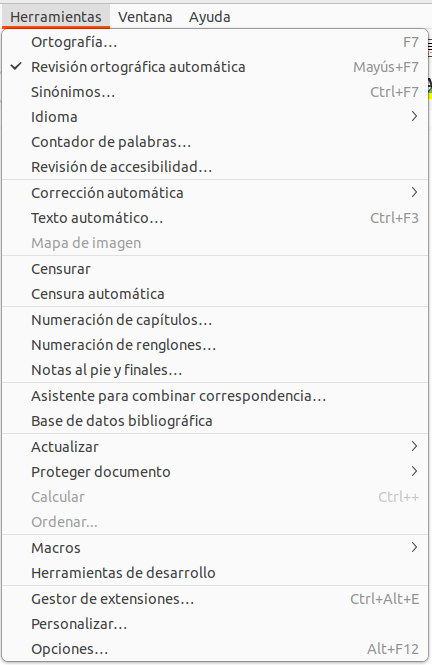 Herramientas Ventana Ayuda
Ortografía... F7
Revisión ortográfica automática Mayús+F7
Sinónimos... Ctrl+F7
Idioma
Contador de palabras...
Revisión de accesibilidad...
Corrección automática
Texto automático... Ctrl+F3
Mapa de imagen
Censurar
Censura automática
Numeración de capítulos...
Numeración de renglones...
Notas al pie y finales...
Asistente para combinar correspondencia...
Base de datos bibliográfica
Actualizar
Proteger documento
Calcular Ctrl++
Ordenar...
Macros
Herramientas de desarrollo
Gestor de extensiones... Ctrl+Alt+E
Personalizar...
Opciones... Alt+F12